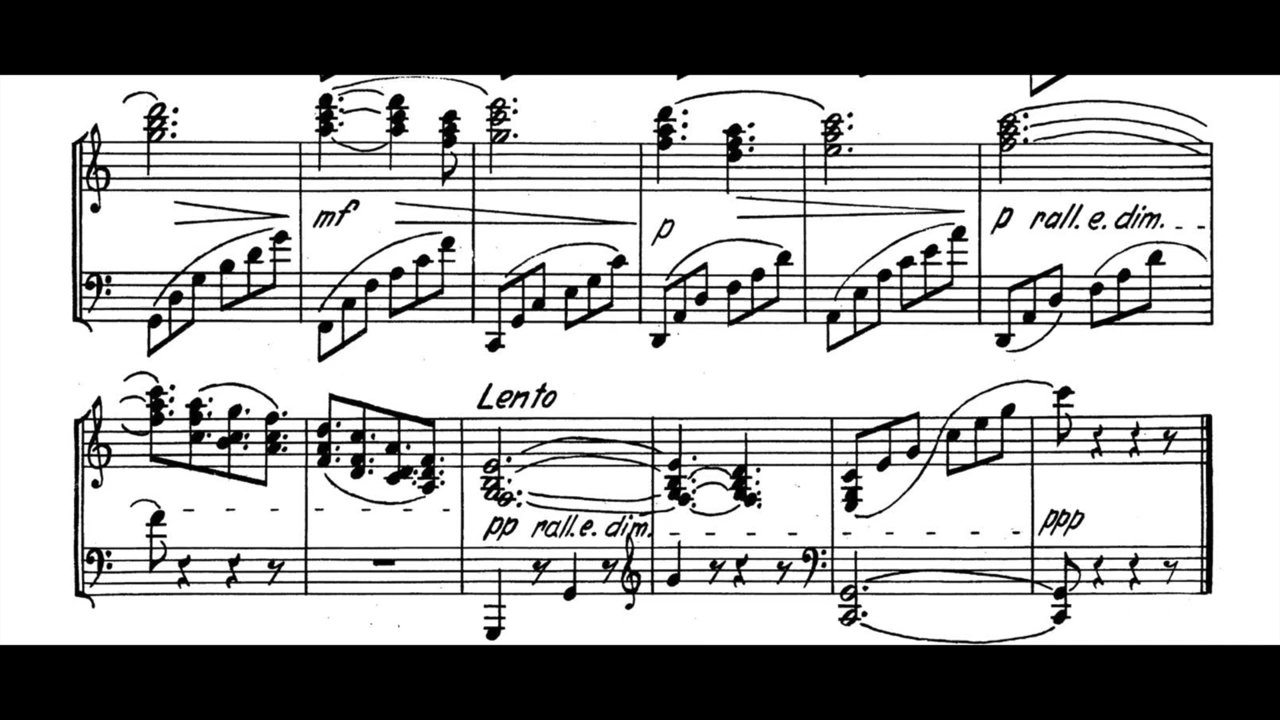 mf
p
p rall. e. dim.
Lento
pp rall. e. dim.
ppp